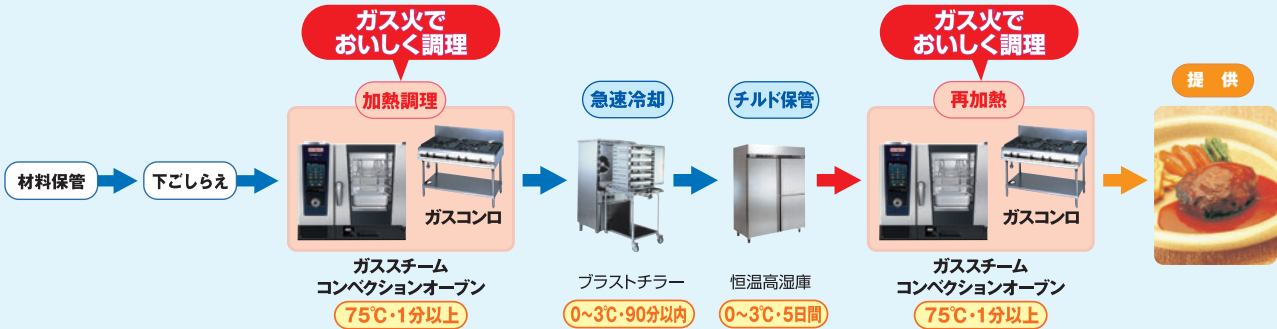 材料保管
下ごしらえ
ガス火で
おいしく調理
加熱調理
ガスコンロ
ガススチーム
コンベクションオーブン
75℃・1分以上
急速冷却
ブラストチラー
0～3℃・90分以内
チルド保管
恒温高湿庫
0～3℃・5日間
ガス火で
おいしく調理
再加熱
ガスコンロ
ガススチーム
コンベクションオーブン
75℃・1分以上
提 供